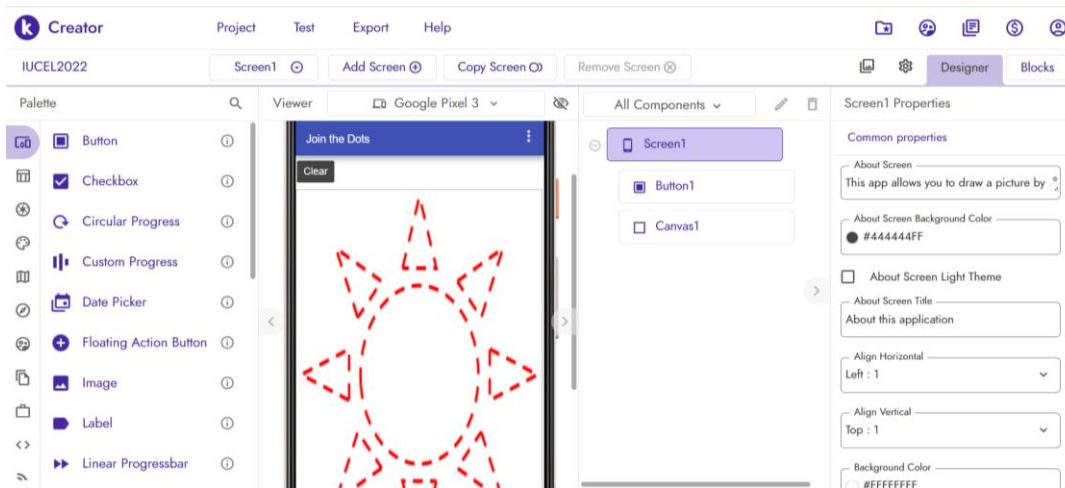 k Creator Project Test Export Help
IUCEL2022 Screen1 Add Screen Copy Screen Remove Screen Designer Blocks
Palette
Button
Checkbox
Circular Progress
Custom Progress
Date Picker
Floating Action Button
Image
Label
Linear Progressbar
Viewer Google Pixel 3
Join the Dots
Clear
All Components
Screen1
Button1
Canvas1
Screen1 Properties
Common properties
About Screen
This app allows you to draw a picture by
About Screen Background Color
#444444FF
About Screen Light Theme
About Screen Title
About this application
Align Horizontal
Left : 1
Align Vertical
Top : 1
Background Color
#FFFFFFFF